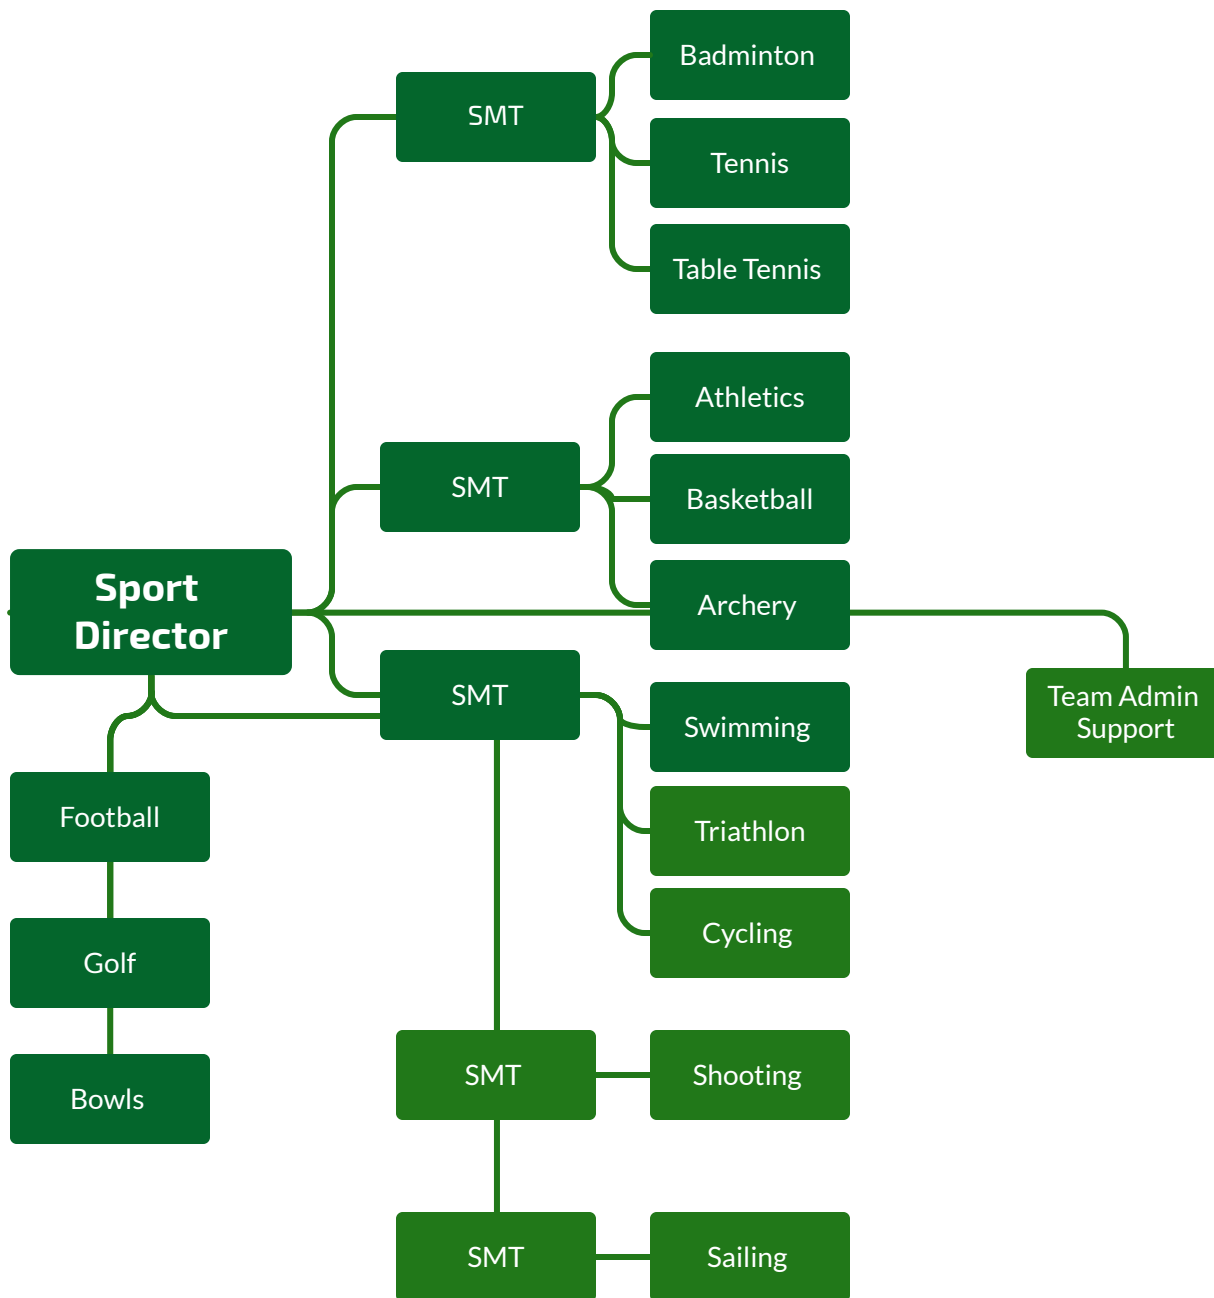 Badminton
SMT
Tennis
Table Tennis
Athletics
SMT
Basketball
Sport
Director
Archery
SMT
Swimming
Team Admin
Support
Football
Triathlon
Cycling
Golf
SMT
Shooting
Bowls
SMT
Sailing